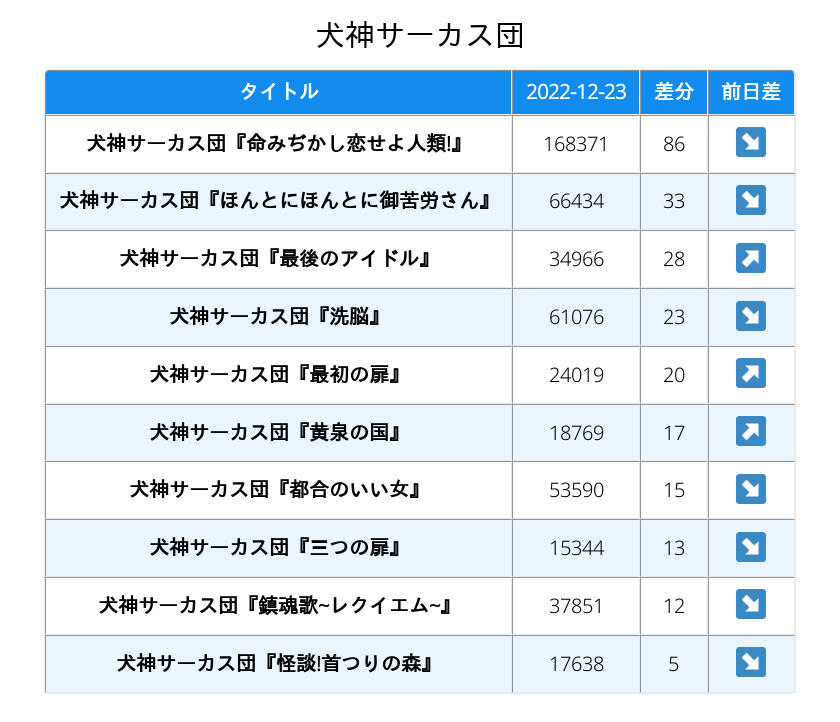 犬神サーカス団
タイトル 2022-12-23 差分 前日差
犬神サーカス団『命みぢかし恋せよ人類!』 168371 86 ↘
犬神サーカス団『ほんとにほんとに御苦労さん』 66434 33 ↘
犬神サーカス団『最後のアイドル』 34966 28 ↗
犬神サーカス団『洗脳』 61076 23 ↘
犬神サーカス団『最初の扉』 24019 20 ↗
犬神サーカス団『黄泉の国』 18769 17 ↗
犬神サーカス団『都合のいい女』 53590 15 ↘
犬神サーカス団『三つの扉』 15344 13 ↘
犬神サーカス団『鎮魂歌~レクイエム~』 37851 12 ↘
犬神サーカス団『怪談!首つりの森』 17638 5 ↘